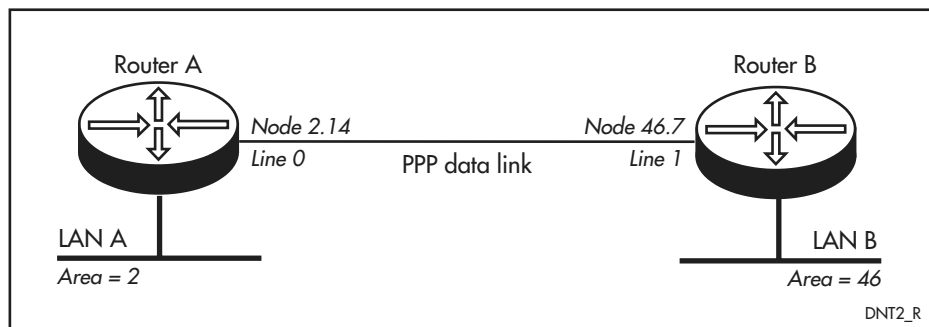 Router A
Router B
Node 2.14
Node 46.7
Line 0
PPP data link
Line 1
LAN A
LAN B
Area = 2
Area = 46
DNT2_R